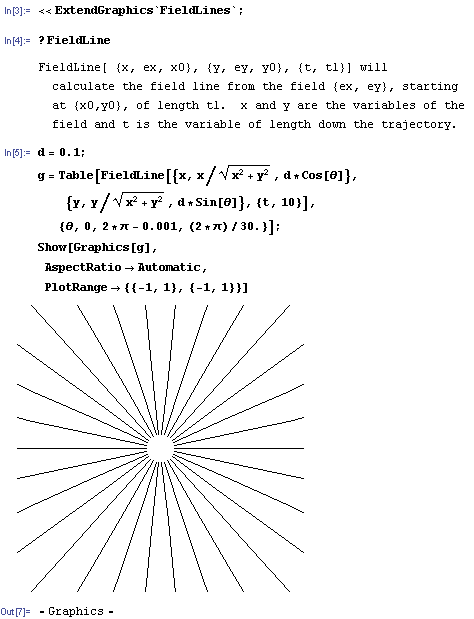 In[3]:= <<ExtendGraphics`FieldLines`;
In[4]:= ?FieldLine
FieldLine[ {x, ex, x0}, {y, ey, y0}, {t, tl}] will
calculate the field line from the field {ex, ey}, starting
at {x0,y0}, of length tl.  x and y are the variables of the
field and t is the variable of length down the trajectory.
In[5]:= d = 0.1;
g = Table[FieldLine[{x, x / √(x² + y²) , d*Cos[θ]},
{y, y / √(x² + y²) , d*Sin[θ]}, {t, 10}],
{θ, 0, 2*π - 0.001, (2*π) / 30.}];
Show[Graphics[g],
AspectRatio → Automatic,
PlotRange → {{-1, 1}, {-1, 1}}]
Out[7]= - Graphics -